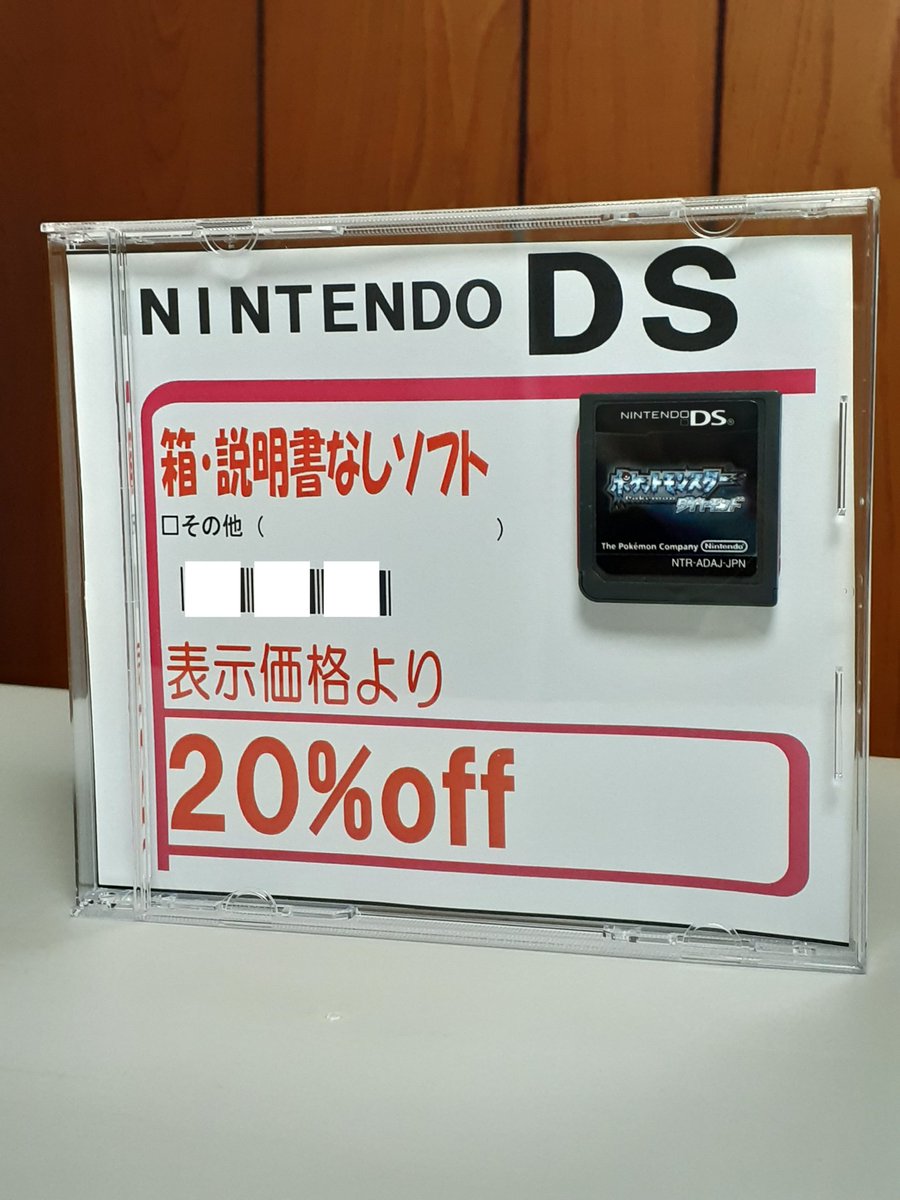 NINTENDO DS
箱・説明書なしソフト
□その他（　　　　　　　　）
表示価格より
20%off
NINTENDO DS
ポケットモンスター
Pokémon
ダイヤモンド
The Pokémon Company Nintendo
NTR-ADAJ-JPN